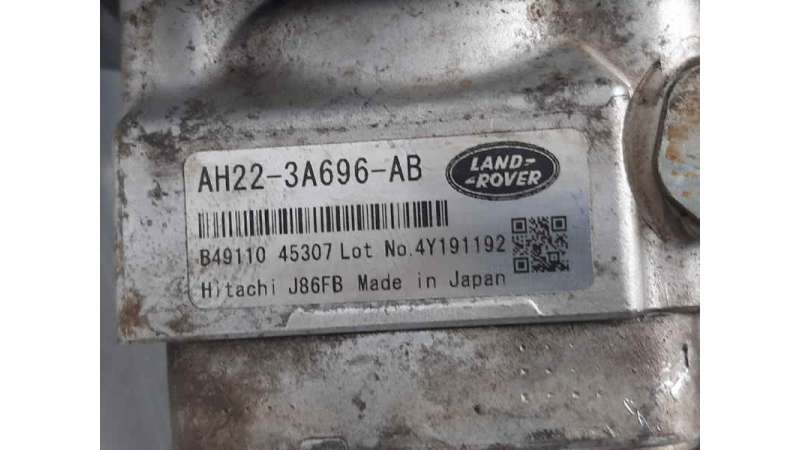 AH22-3A696-AB
LAND-
-ROVER
B49110 45307 Lot No.4Y191192
Hitachi J86FB Made in Japan